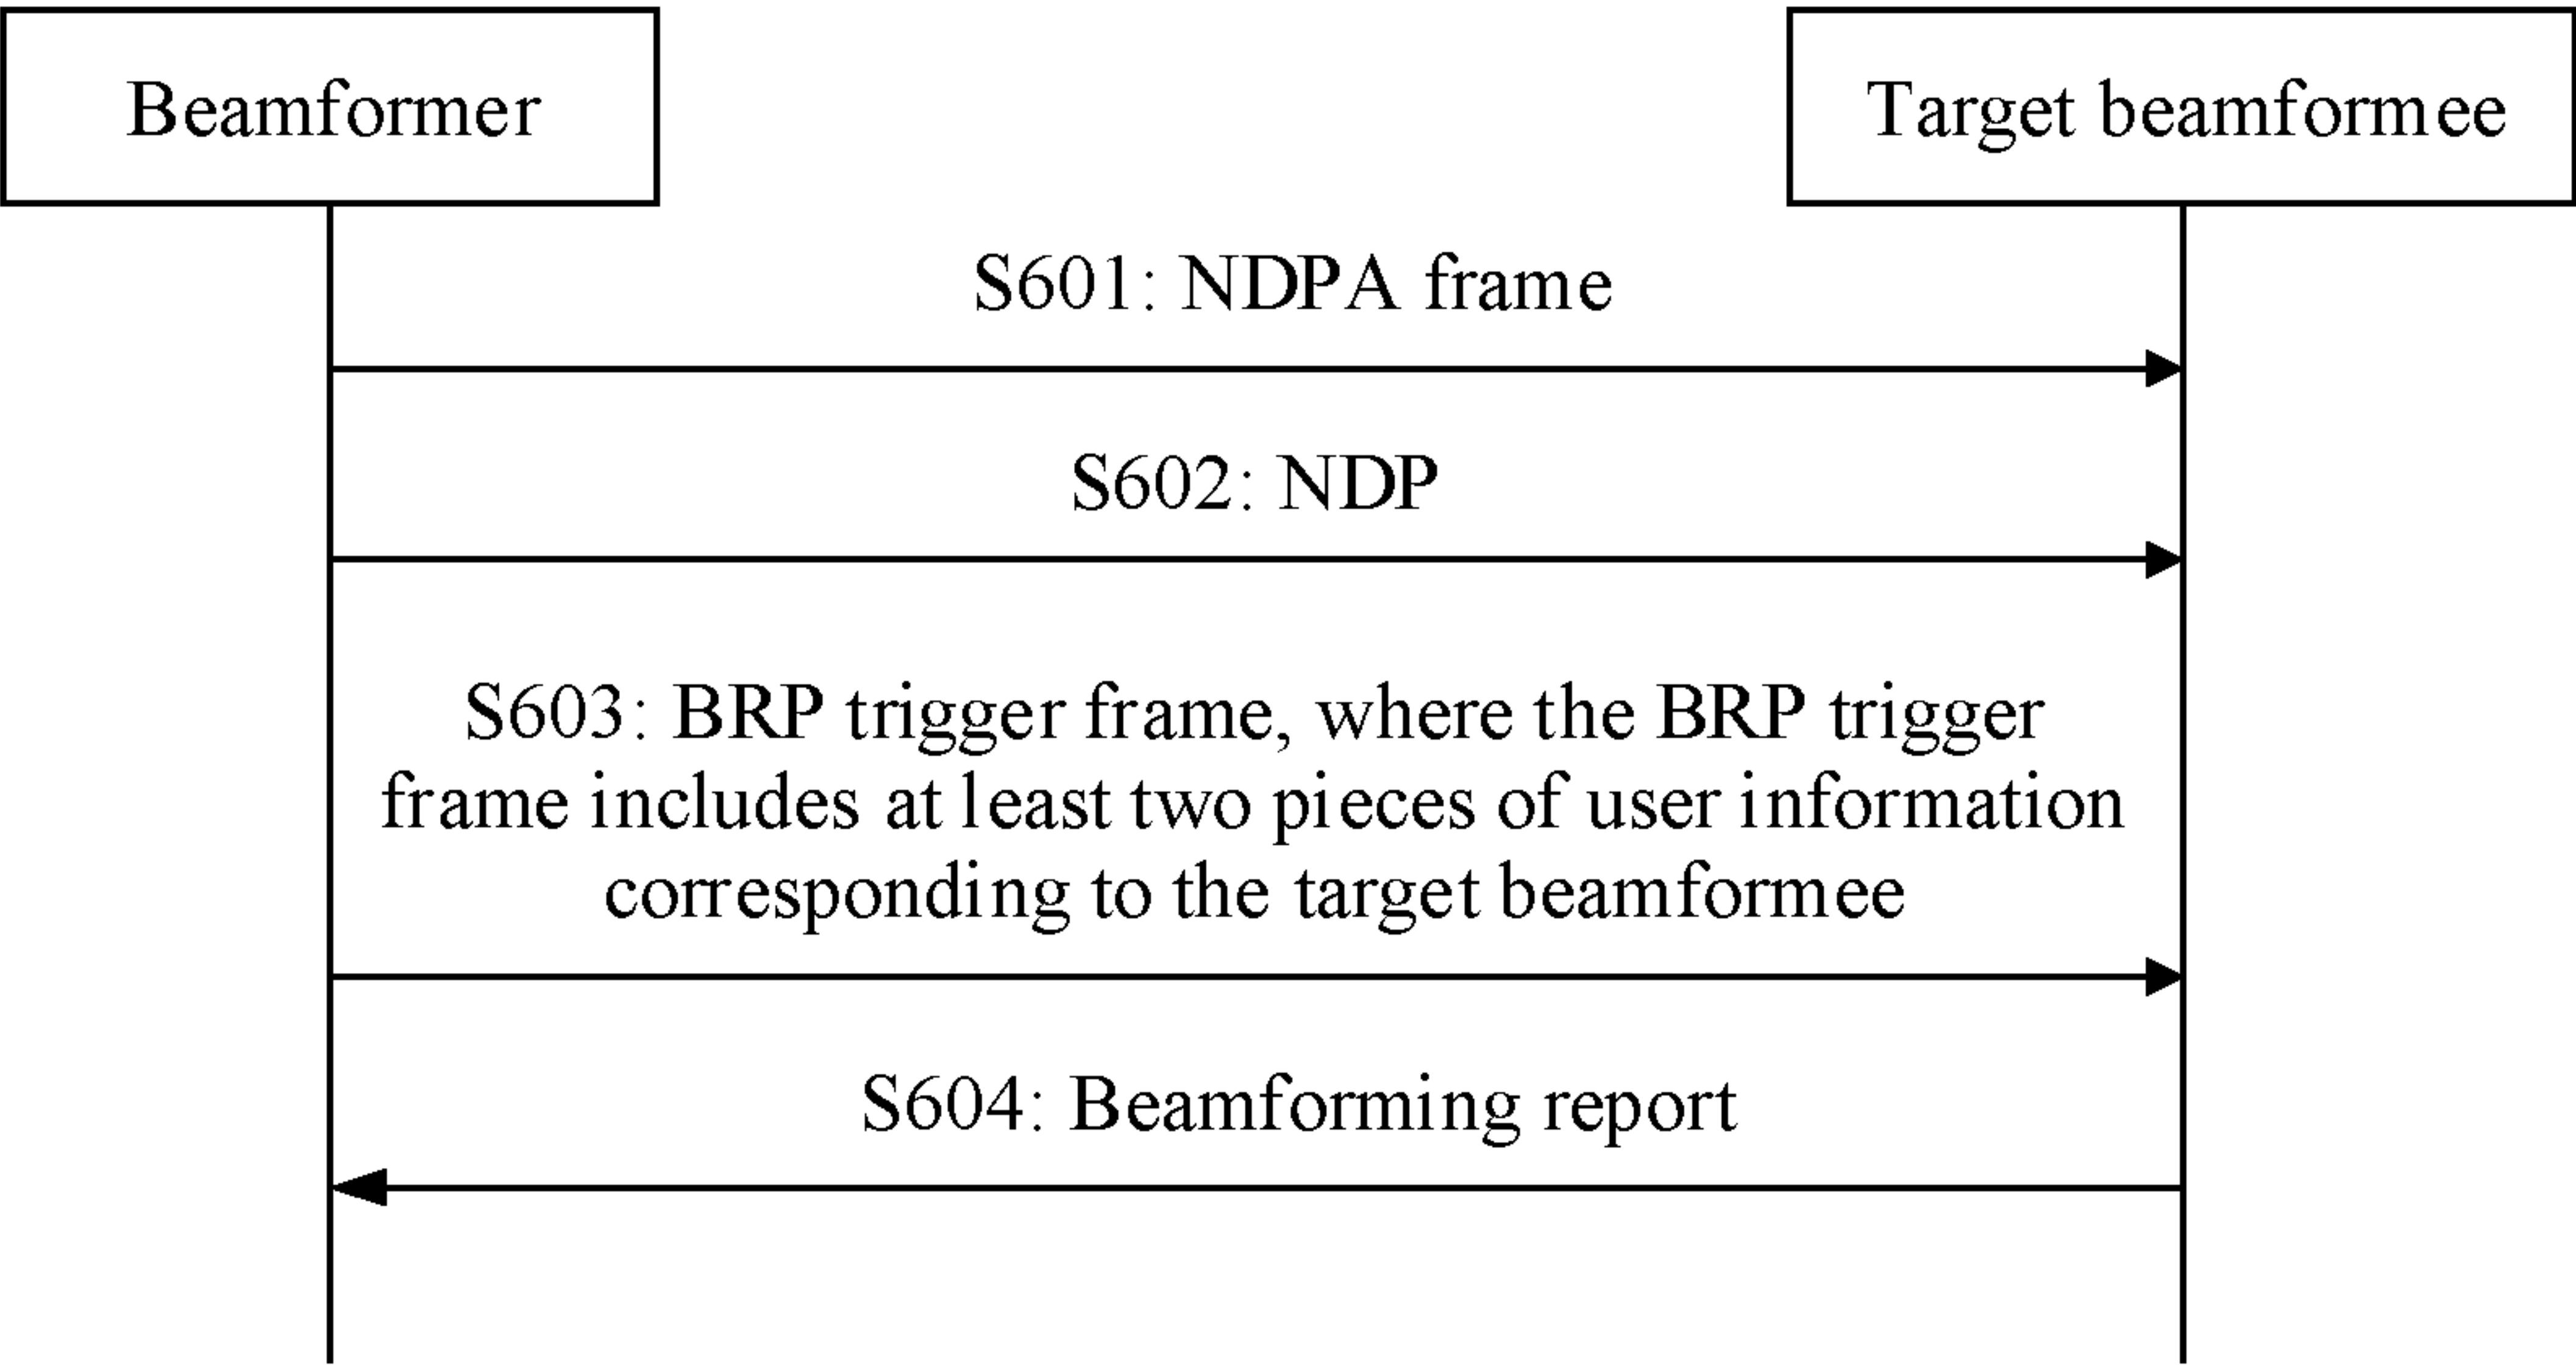 Beamformer
Target beamformee
S601: NDPA frame
S602: NDP
S603: BRP trigger frame, where the BRP trigger
frame includes at least two pieces of user information
corresponding to the target beamformee
S604: Beamforming report